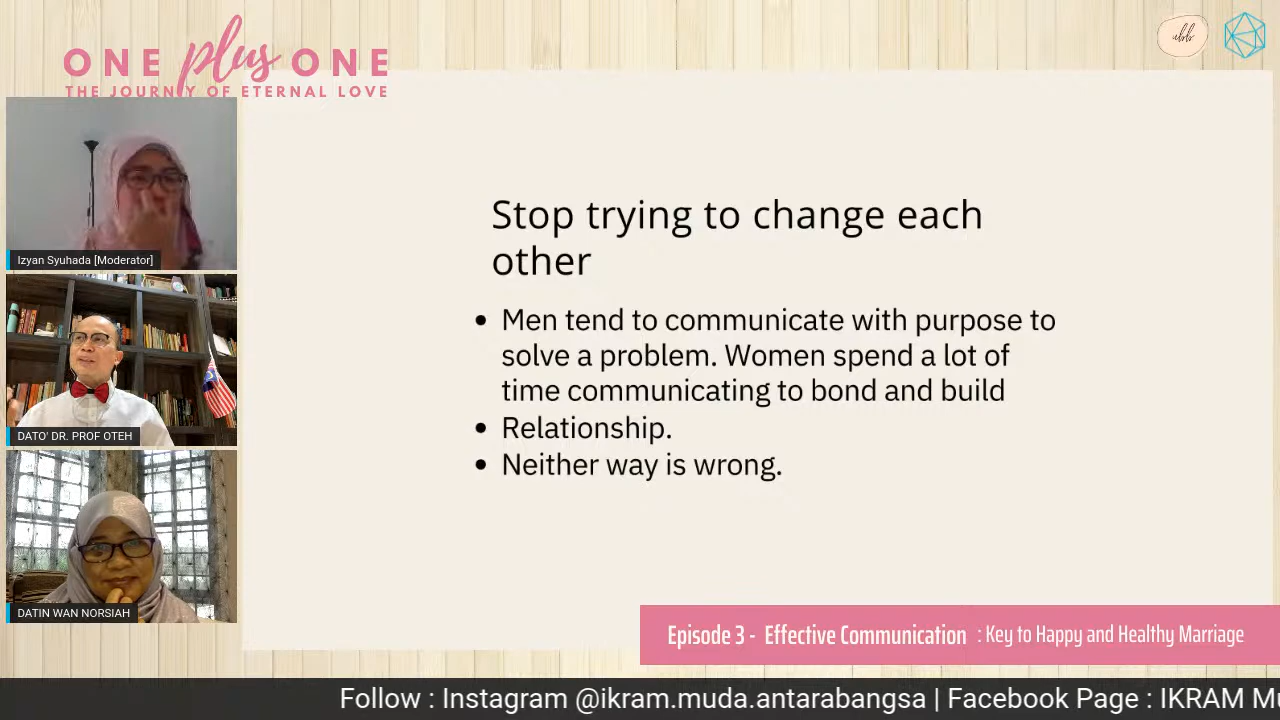 ONE plus ONE
THE JOURNEY OF ETERNAL LOVE
Izyan Syuhada [Moderator]
DATO' DR. PROF OTEH
DATIN WAN NORSIAH
Stop trying to change each
other
• Men tend to communicate with purpose to
solve a problem. Women spend a lot of
time communicating to bond and build
• Relationship.
• Neither way is wrong.
Episode 3 - Effective Communication : Key to Happy and Healthy Marriage
Follow : Instagram @ikram.muda.antarabangsa | Facebook Page : IKRAM Mu